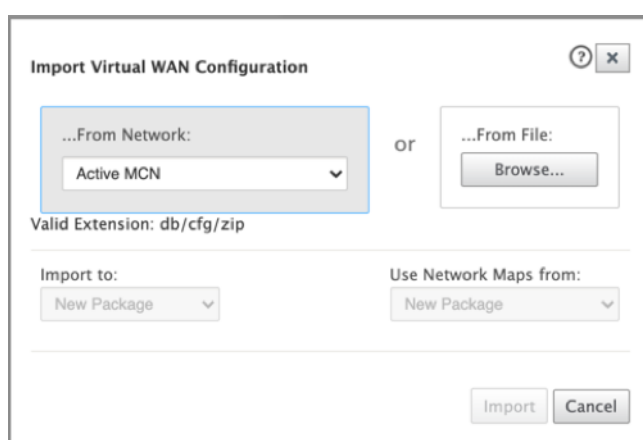 Import Virtual WAN Configuration
? ×
...From Network:
Active MCN
or
...From File:
Browse...
Valid Extension: db/cfg/zip
Import to:
New Package
Use Network Maps from:
New Package
Import
Cancel